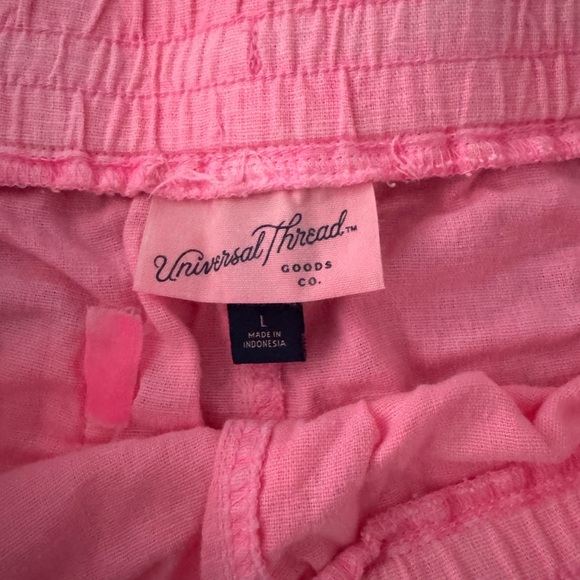 Universal Thread™
GOODS
CO.
L
MADE IN
INDONESIA